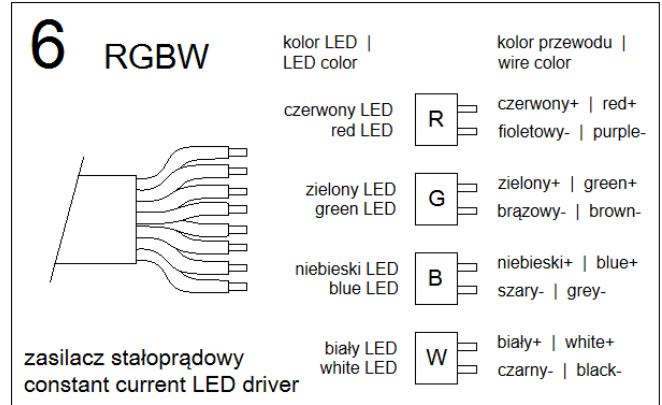 6 RGBW
kolor LED |
LED color
kolor przewodu |
wire color
czerwony LED
red LED
R
czerwony+ | red+
fioletowy- | purple-
zielony LED
green LED
G
zielony+ | green+
brązowy- | brown-
niebieski LED
blue LED
B
niebieski+ | blue+
szary- | grey-
biały LED
white LED
W
biały+ | white+
czarny- | black-
zasilacz stałoprądowy
constant current LED driver